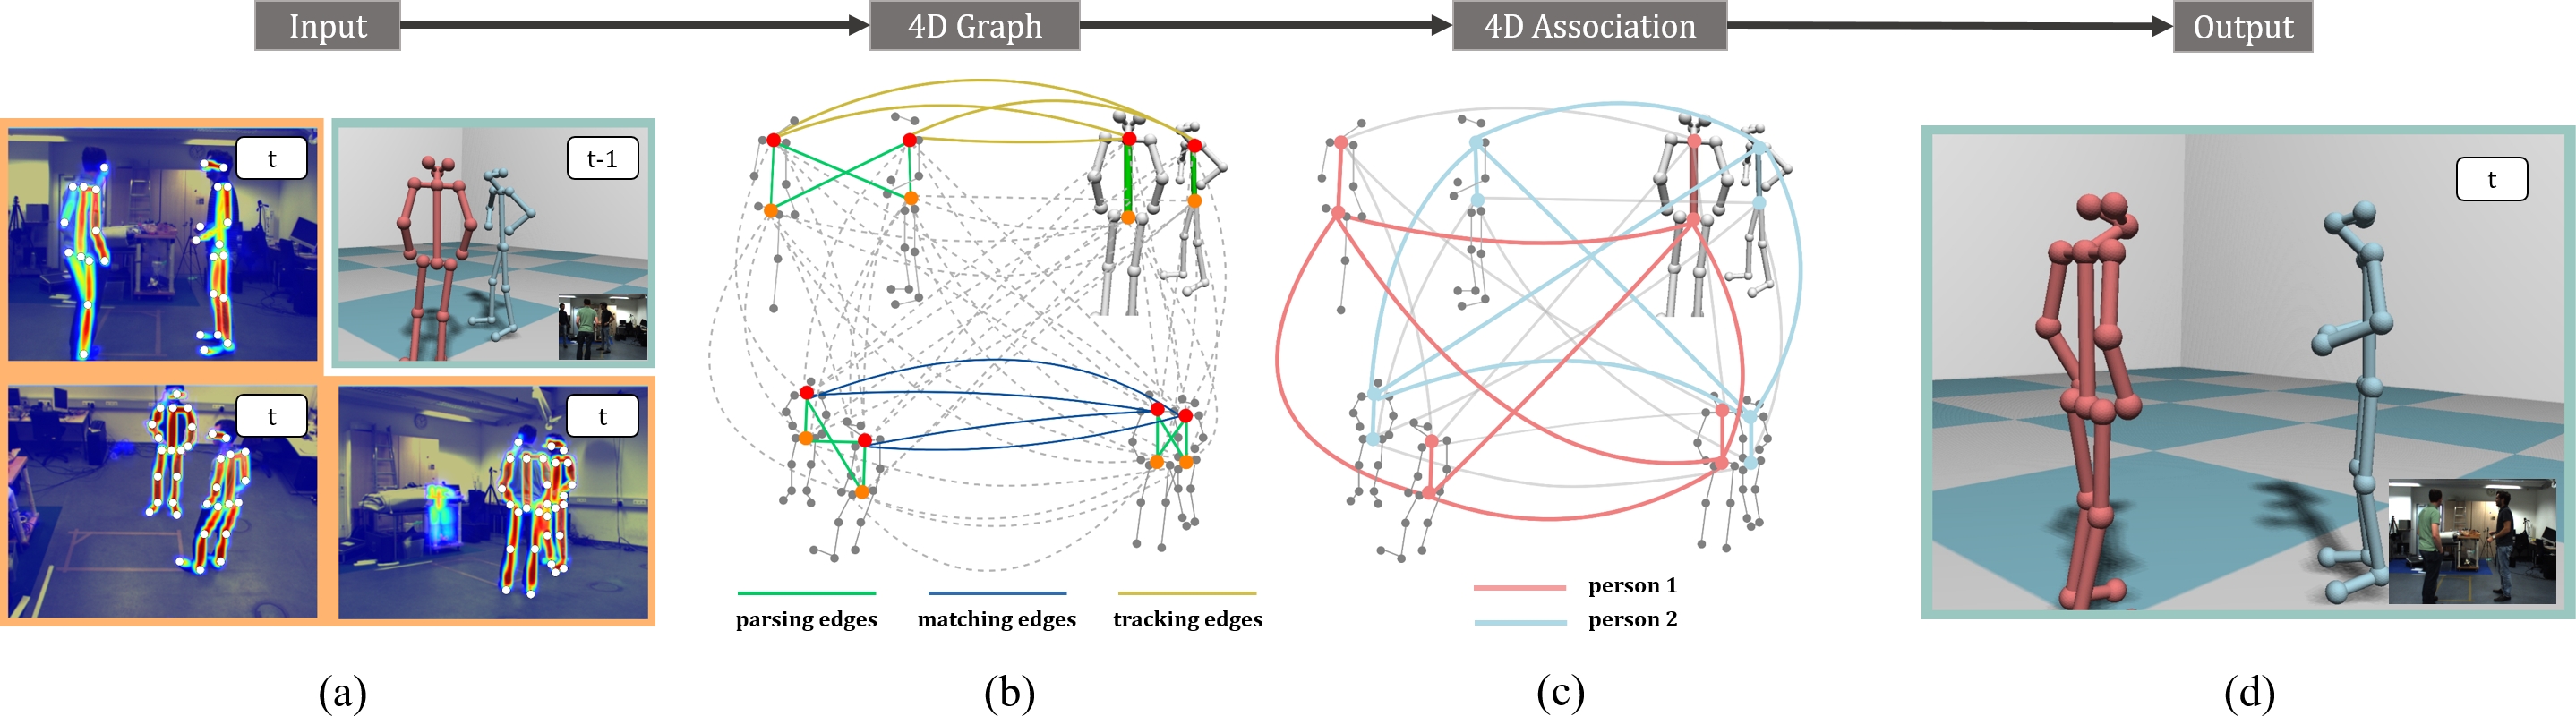 Input
4D Graph
4D Association
Output
t
t-1
t
t
t
parsing edges
matching edges
tracking edges
person 1
person 2
(a)
(b)
(c)
(d)